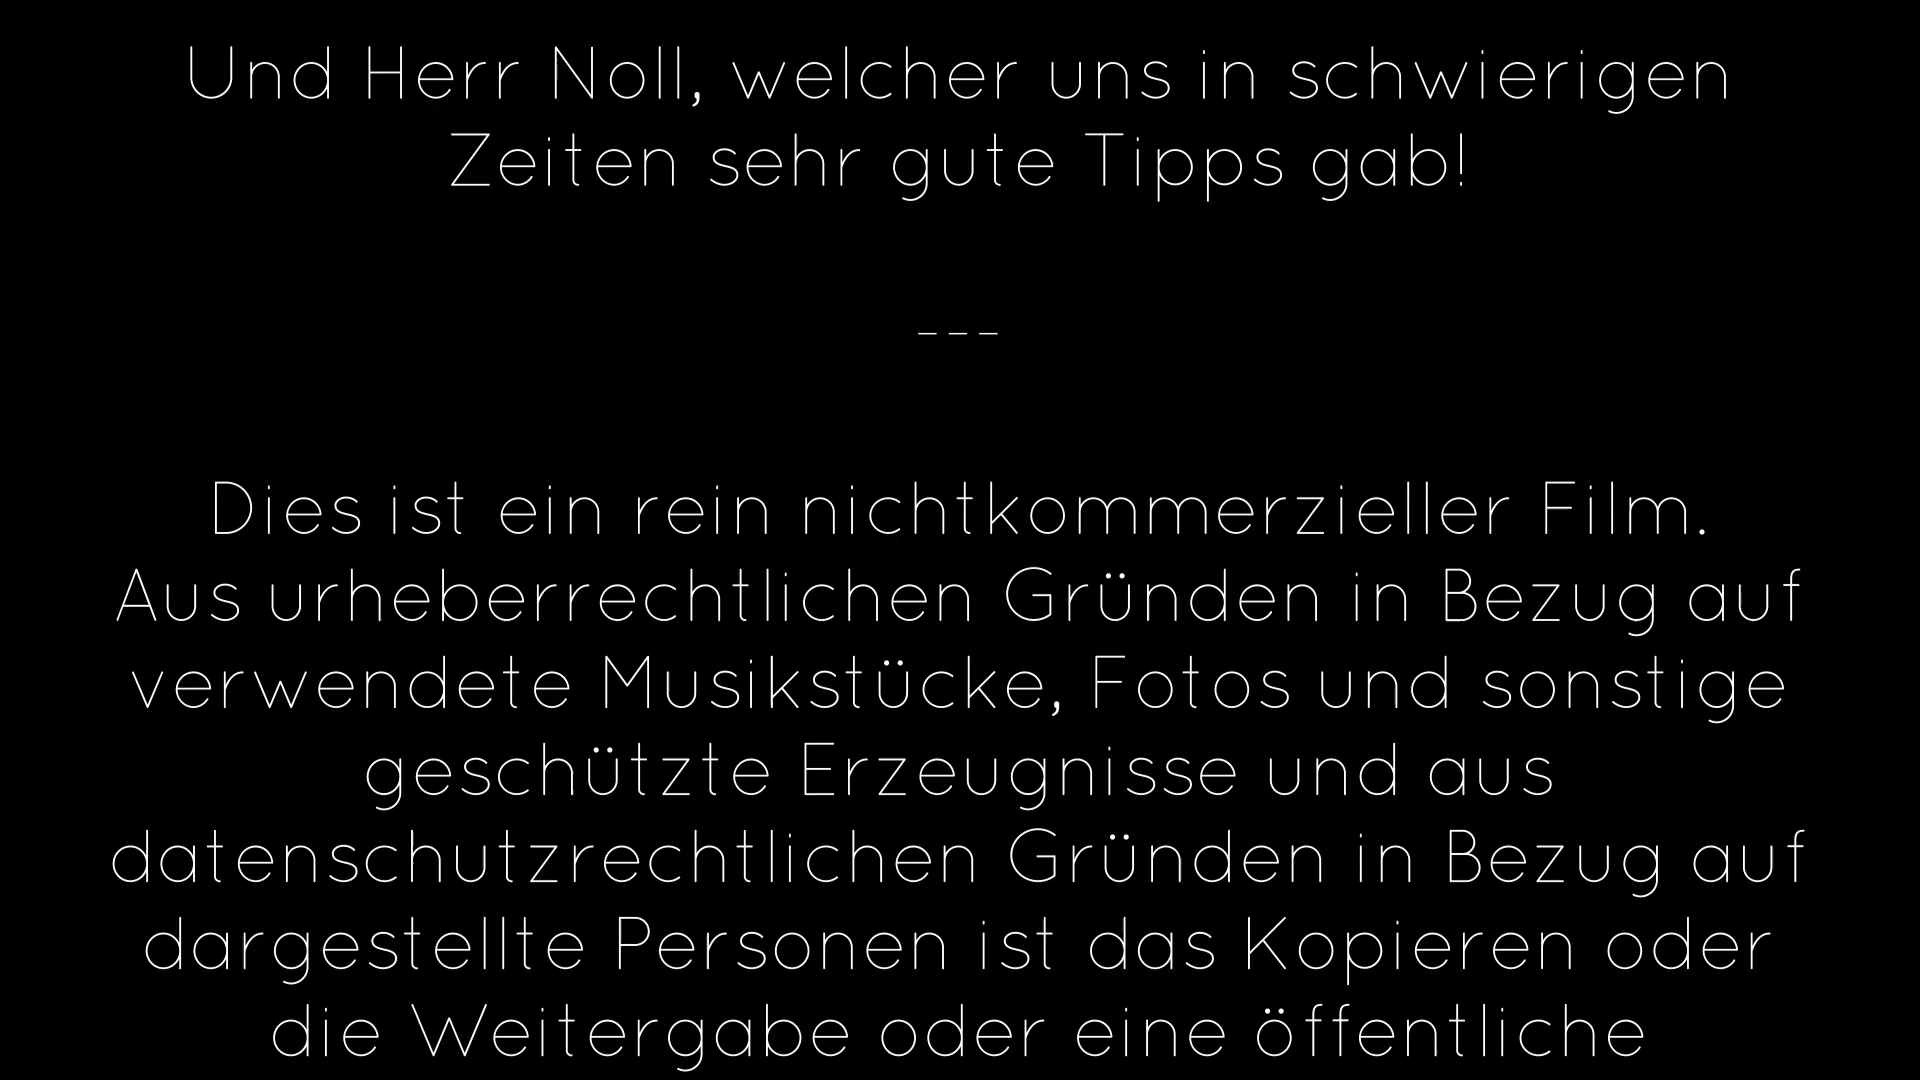 Und Herr Noll, welcher uns in schwierigen
Zeiten sehr gute Tipps gab!
---
Dies ist ein rein nichtkommerzieller Film.
Aus urheberrechtlichen Gründen in Bezug auf
verwendete Musikstücke, Fotos und sonstige
geschützte Erzeugnisse und aus
datenschutzrechtlichen Gründen in Bezug auf
dargestellte Personen ist das Kopieren oder
die Weitergabe oder eine öffentliche